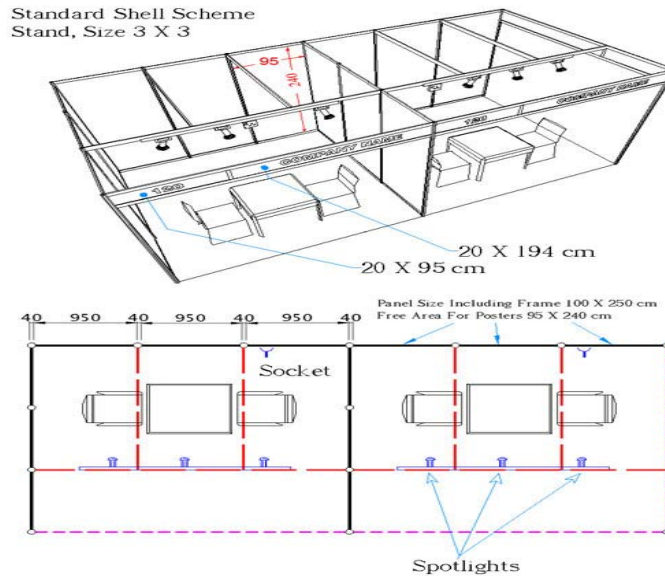 Standard Shell Scheme
Stand, Size 3 X 3
95
240
COMPANY NAME
120
COMPANY NAME
120
20 X 194 cm
20 X 95 cm
Panel Size Including Frame 100 X 250 cm
Free Area For Posters 95 X 240 cm
40 950 40 950 40 950 40
Socket
Spotlights